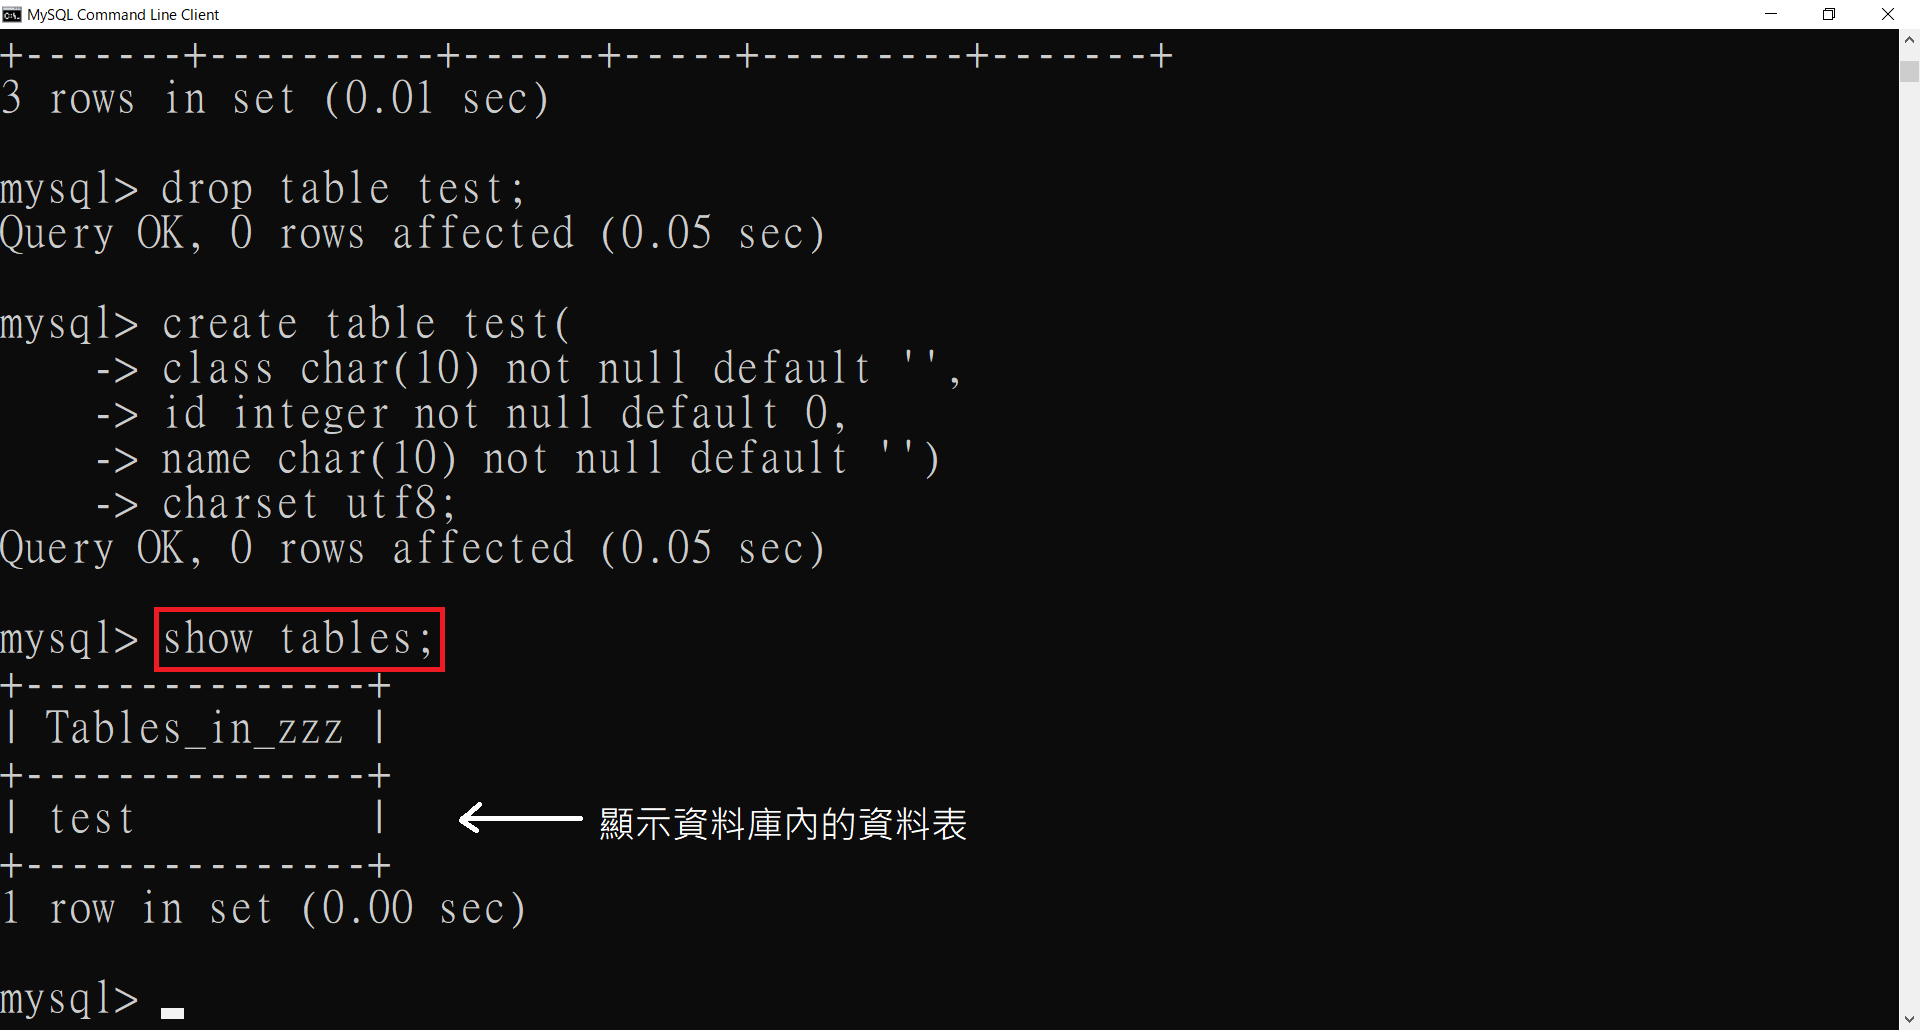 MySQL Command Line Client
+-------+----------+------+-----+---------+-------+
3 rows in set (0.01 sec)
mysql> drop table test;
Query OK, 0 rows affected (0.05 sec)
mysql> create table test(
    -> class char(10) not null default '',
    -> id integer not null default 0,
    -> name char(10) not null default '')
    -> charset utf8;
Query OK, 0 rows affected (0.05 sec)
mysql> show tables;
+---------------+
| Tables_in_zzz |
+---------------+
| test          |
顯示資料庫內的資料表
+---------------+
1 row in set (0.00 sec)
mysql>